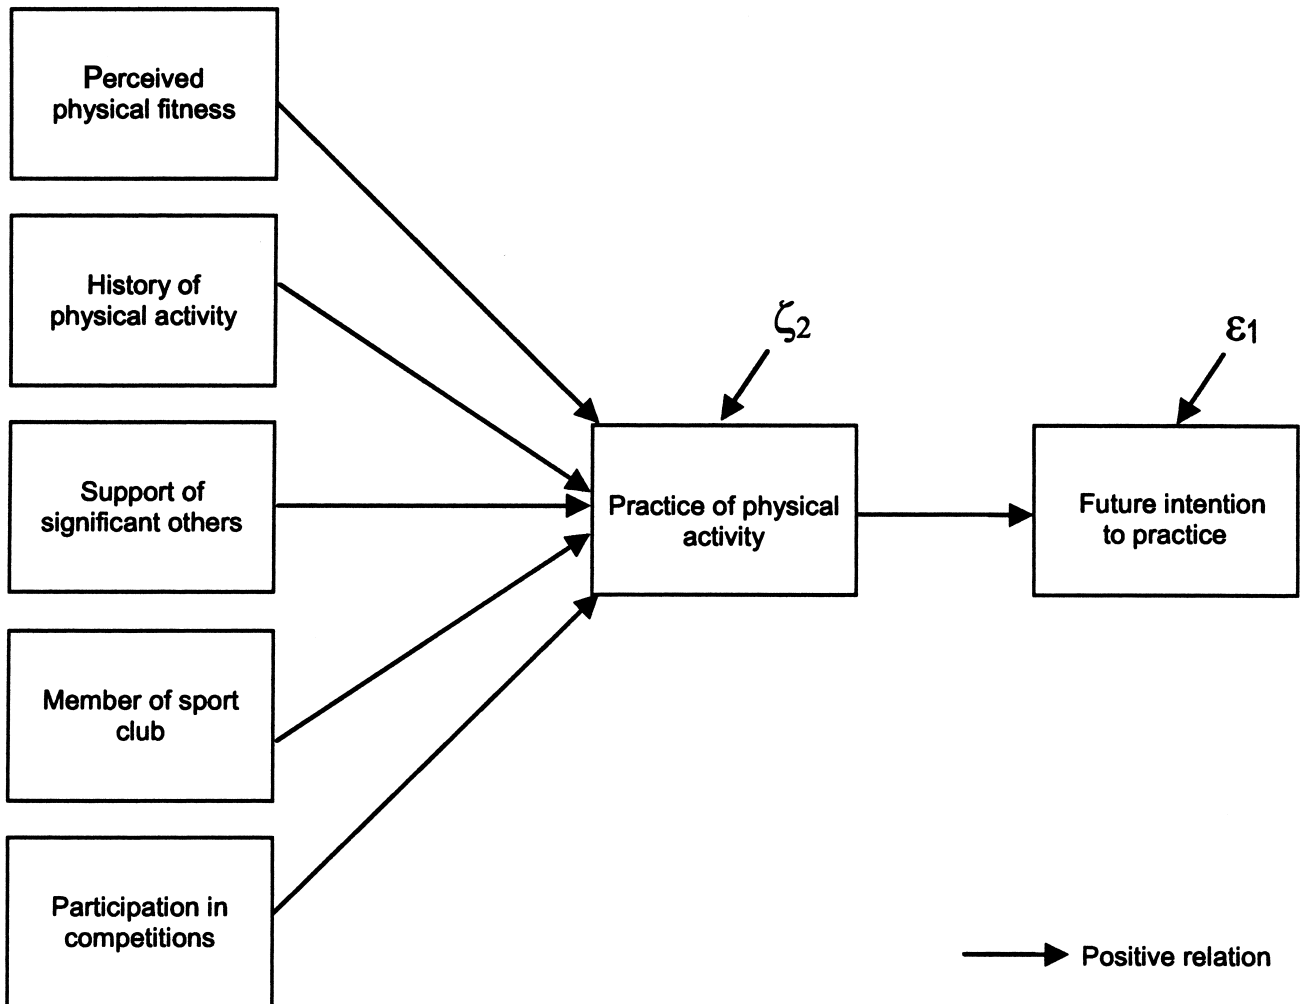 Perceived
physical fitness
History of
physical activity
ζ2
ε1
Support of
significant others
Practice of physical
activity
Future intention
to practice
Member of sport
club
Participation in
competitions
Positive relation